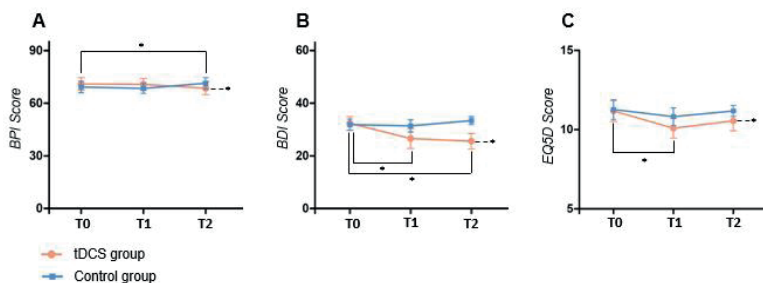 A
BPI Score
90
60
30
0
T0 T1 T2
*
*
B
BDI Score
60
40
20
0
T0 T1 T2
*
*
*
C
EQ5D Score
15
10
5
T0 T1 T2
*
*
tDCS group
Control group